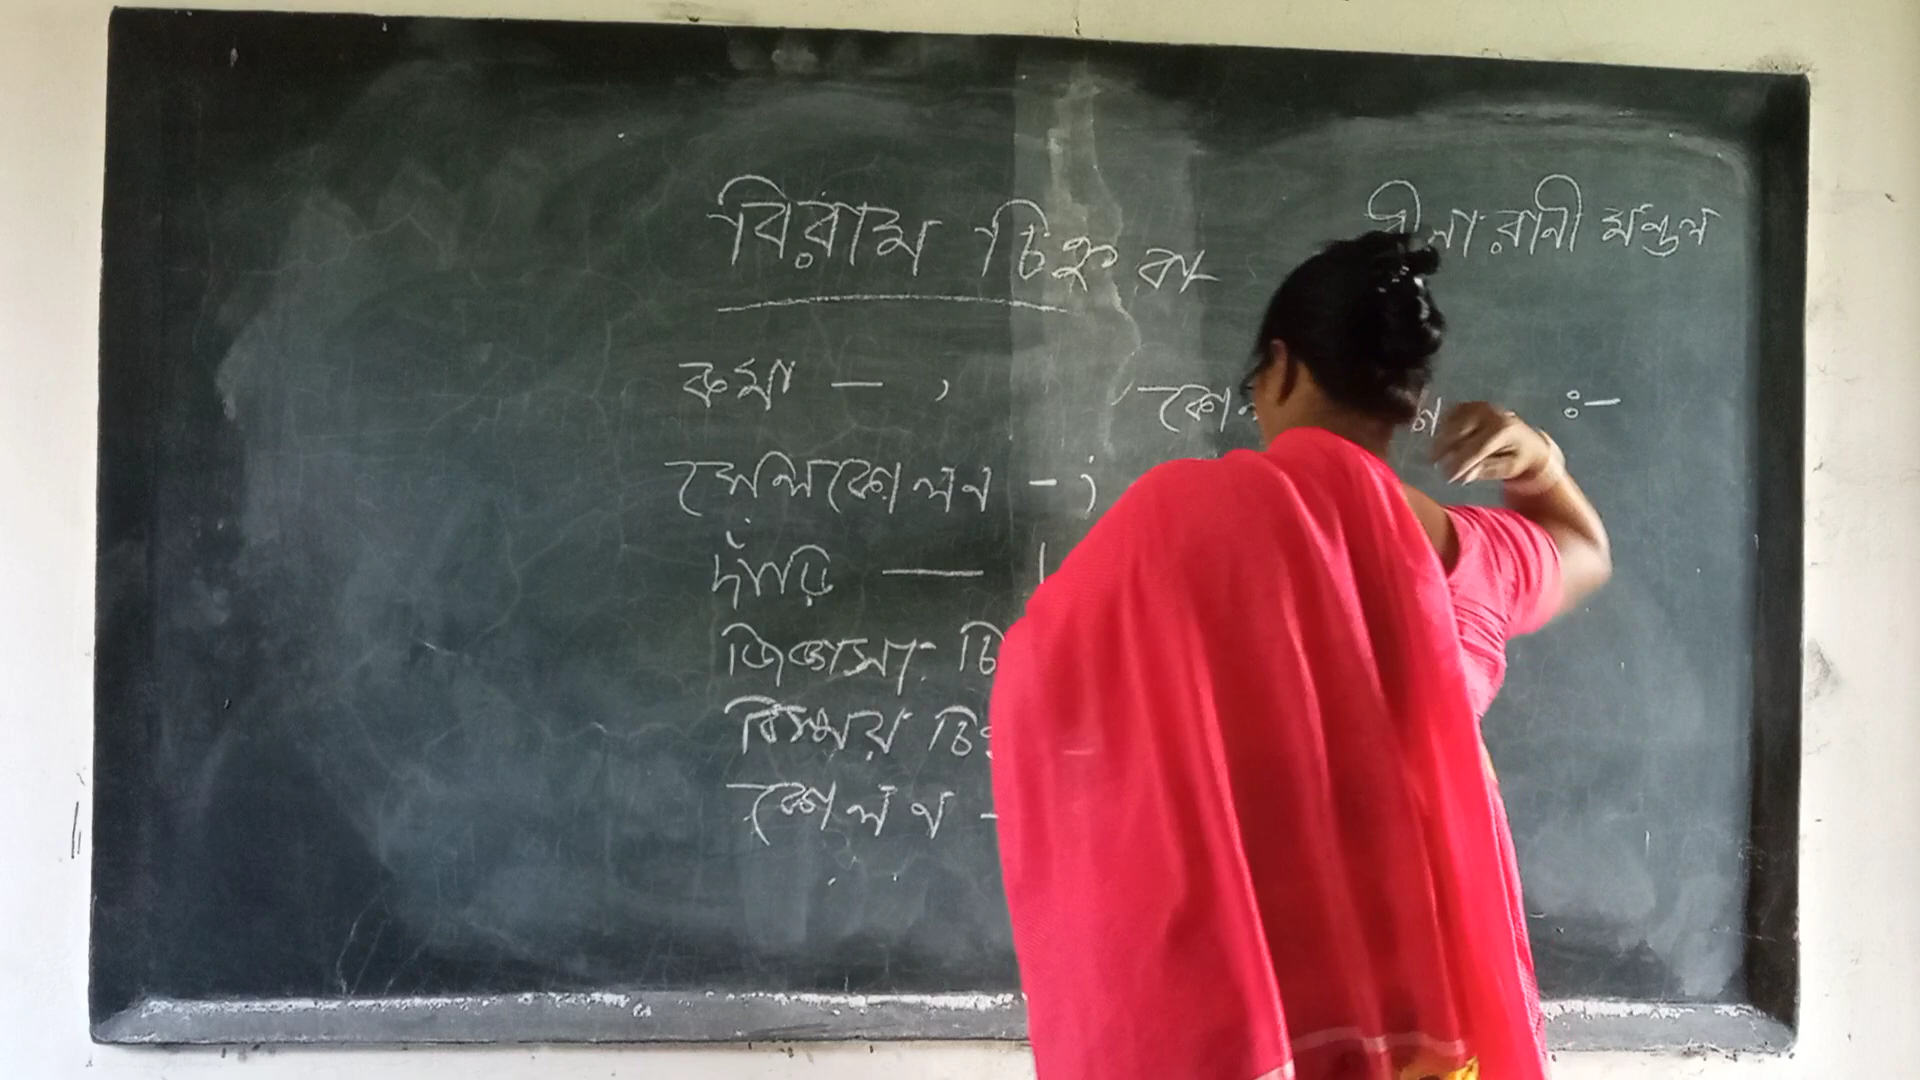 বিরাম চিহ্ন বা
রানী মন্ডল
কমা — ,
সেমিকোলন - ;
দাঁড়ি — ।
জিজ্ঞাসা
বিস্ময়
কোলন -
:-